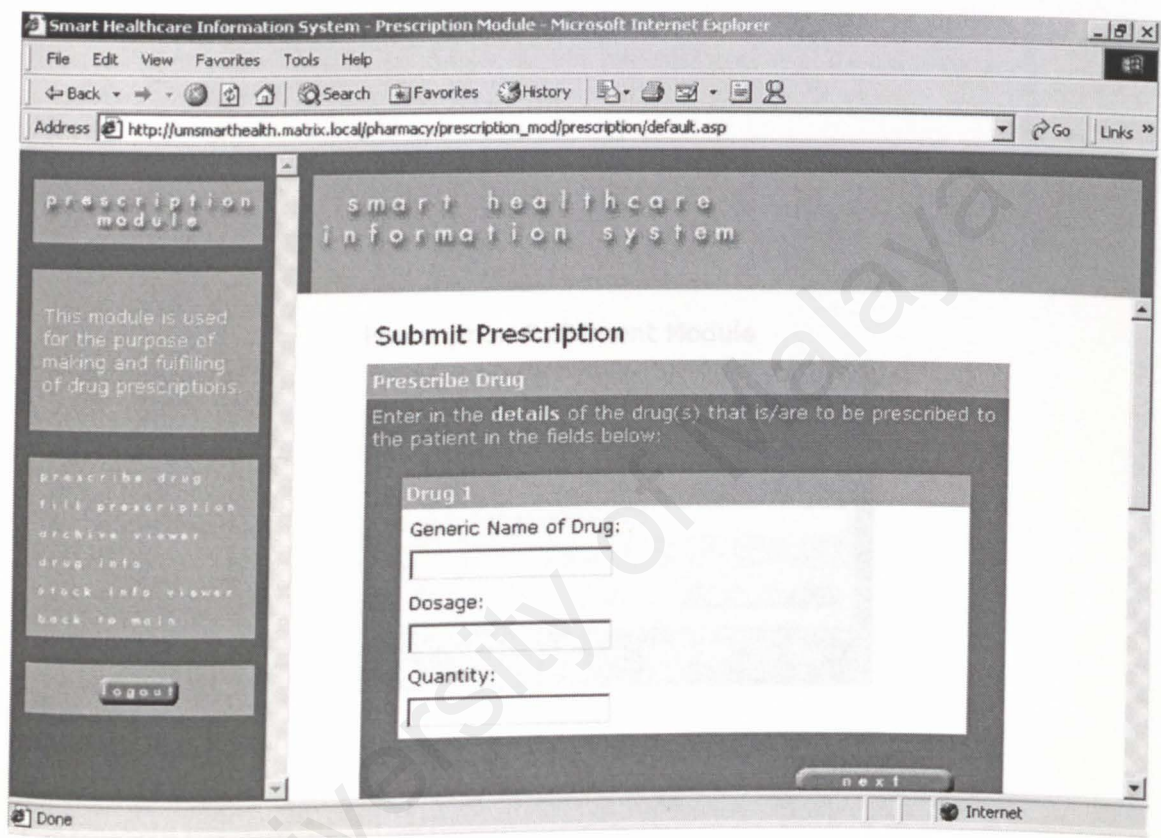 Smart Healthcare Information System - Prescription Module - Microsoft Internet Explorer
File Edit View Favorites Tools Help
Back Search Favorites History
Address http://umsmarthealth.matrix.local/pharmacy/prescription_mod/prescription/default.asp Go Links »
prescription
module
This module is used
for the purpose of
making and fulfilling
of drug prescriptions.
prescribe drug
fill prescription
archive viewer
drug info
stock info viewer
back to main
logout
smart healthcare
information system
Submit Prescription
Prescribe Drug
Enter in the details of the drug(s) that is/are to be prescribed to
the patient in the fields below:
Drug 1
Generic Name of Drug:
Dosage:
Quantity:
next
Done Internet
University of Malaya